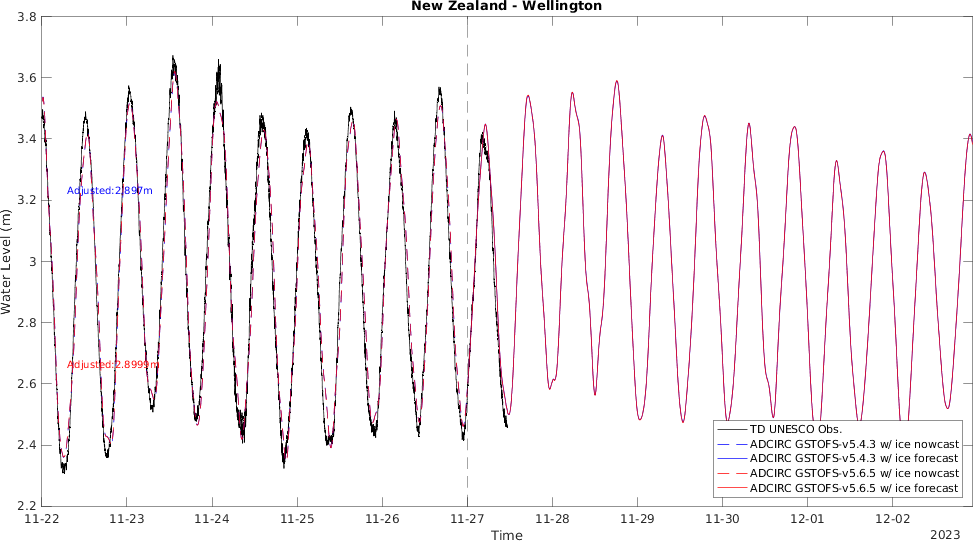 New Zealand - Wellington
3.8
3.6
3.4
3.2
3
2.8
2.6
2.4
2.2
Water Level (m)
Adjusted:2.897m
Adjusted:2.8999m
TD UNESCO Obs.
ADCIRC GSTOFS-v5.4.3 w/ ice nowcast
ADCIRC GSTOFS-v5.4.3 w/ ice forecast
ADCIRC GSTOFS-v5.6.5 w/ ice nowcast
ADCIRC GSTOFS-v5.6.5 w/ ice forecast
11-22 11-23 11-24 11-25 11-26 11-27 11-28 11-29 11-30 12-01 12-02
Time
2023